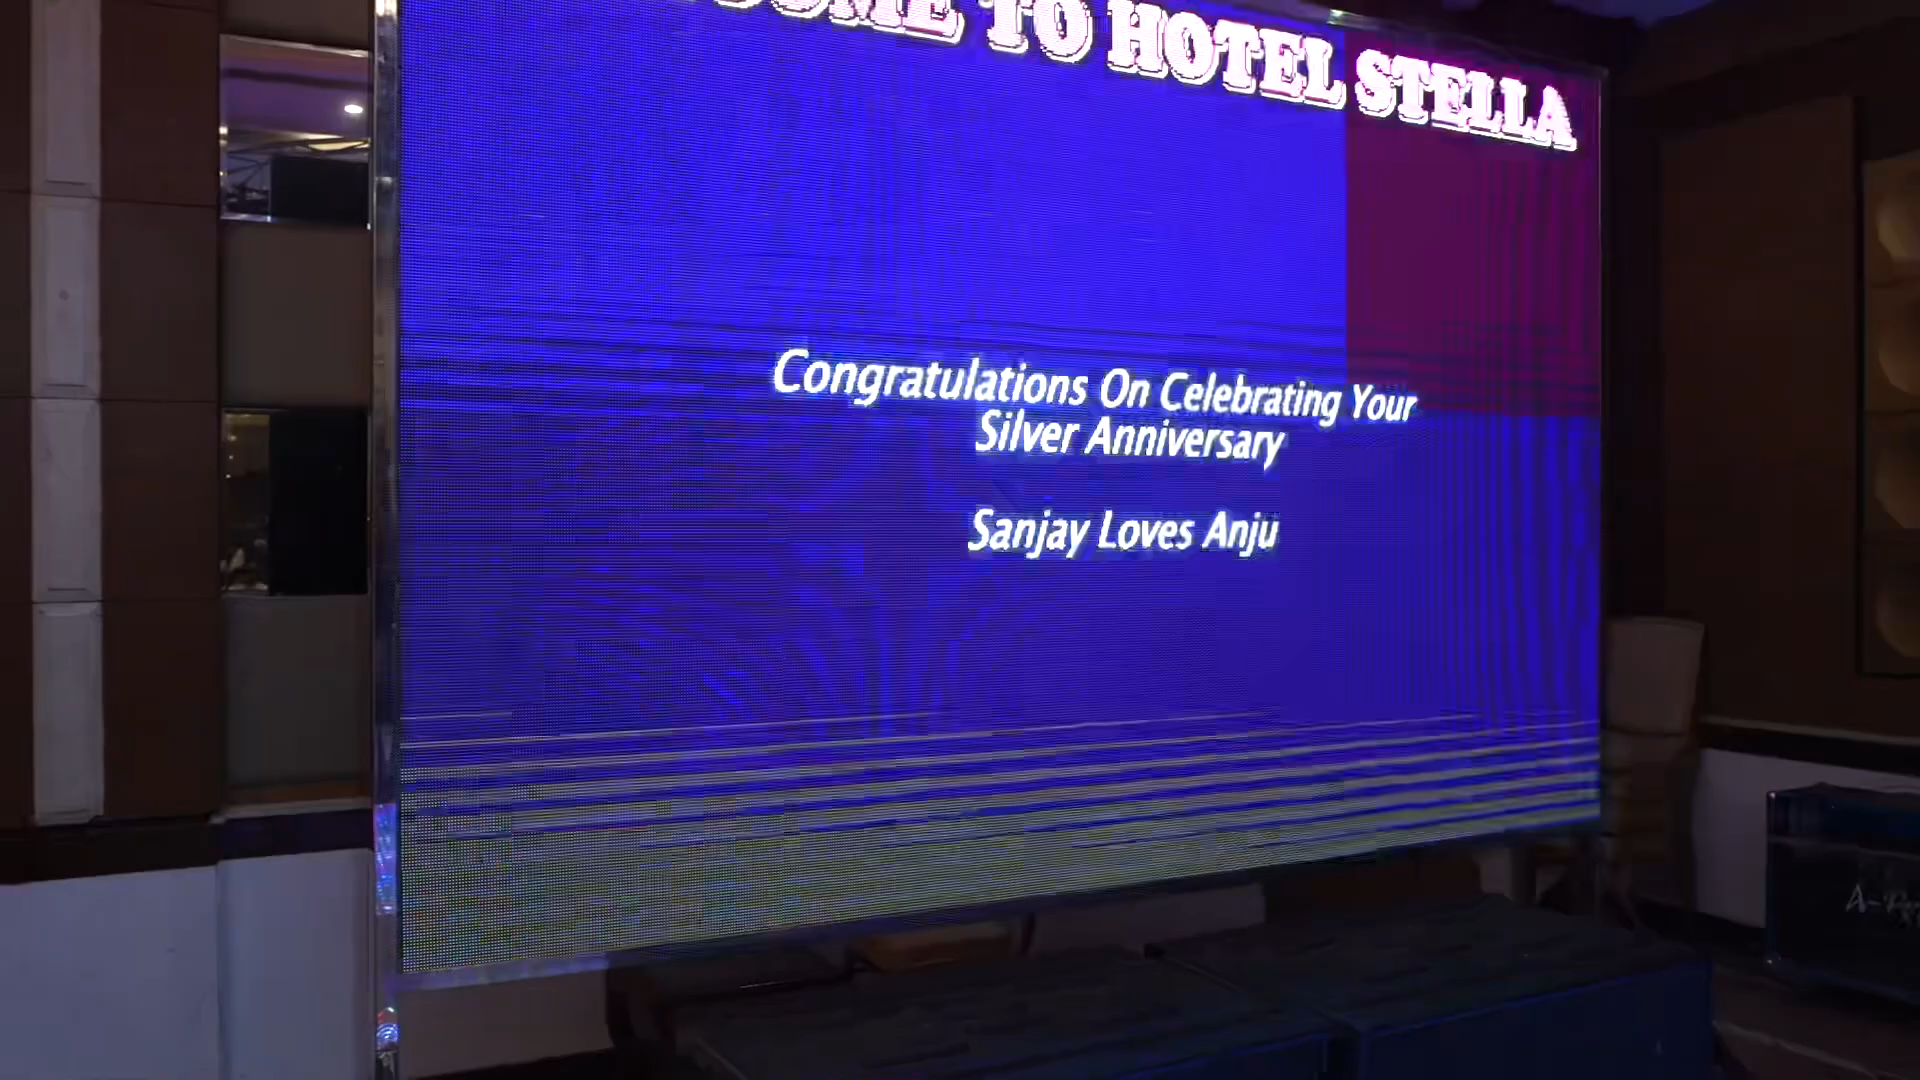 TO HOTEL STELLA
Congratulations On Celebrating Your
Silver Anniversary
Sanjay Loves Anju